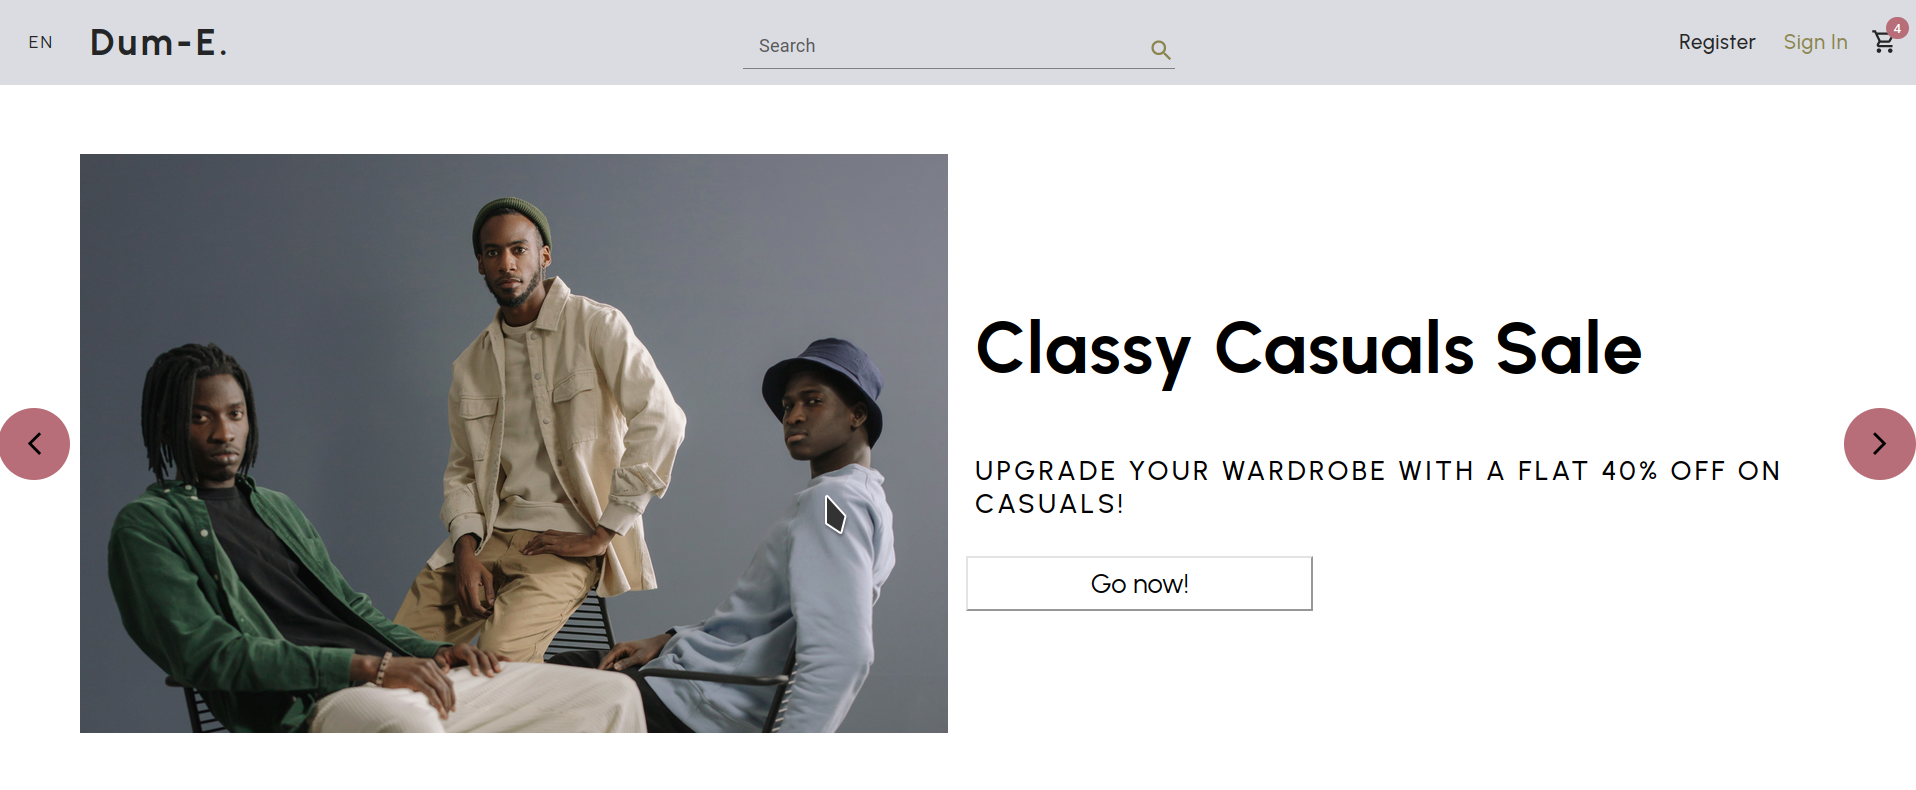 EN
Dum-E.
Search
Register
Sign In
4
Classy Casuals Sale
UPGRADE YOUR WARDROBE WITH A FLAT 40% OFF ON
CASUALS!
Go now!